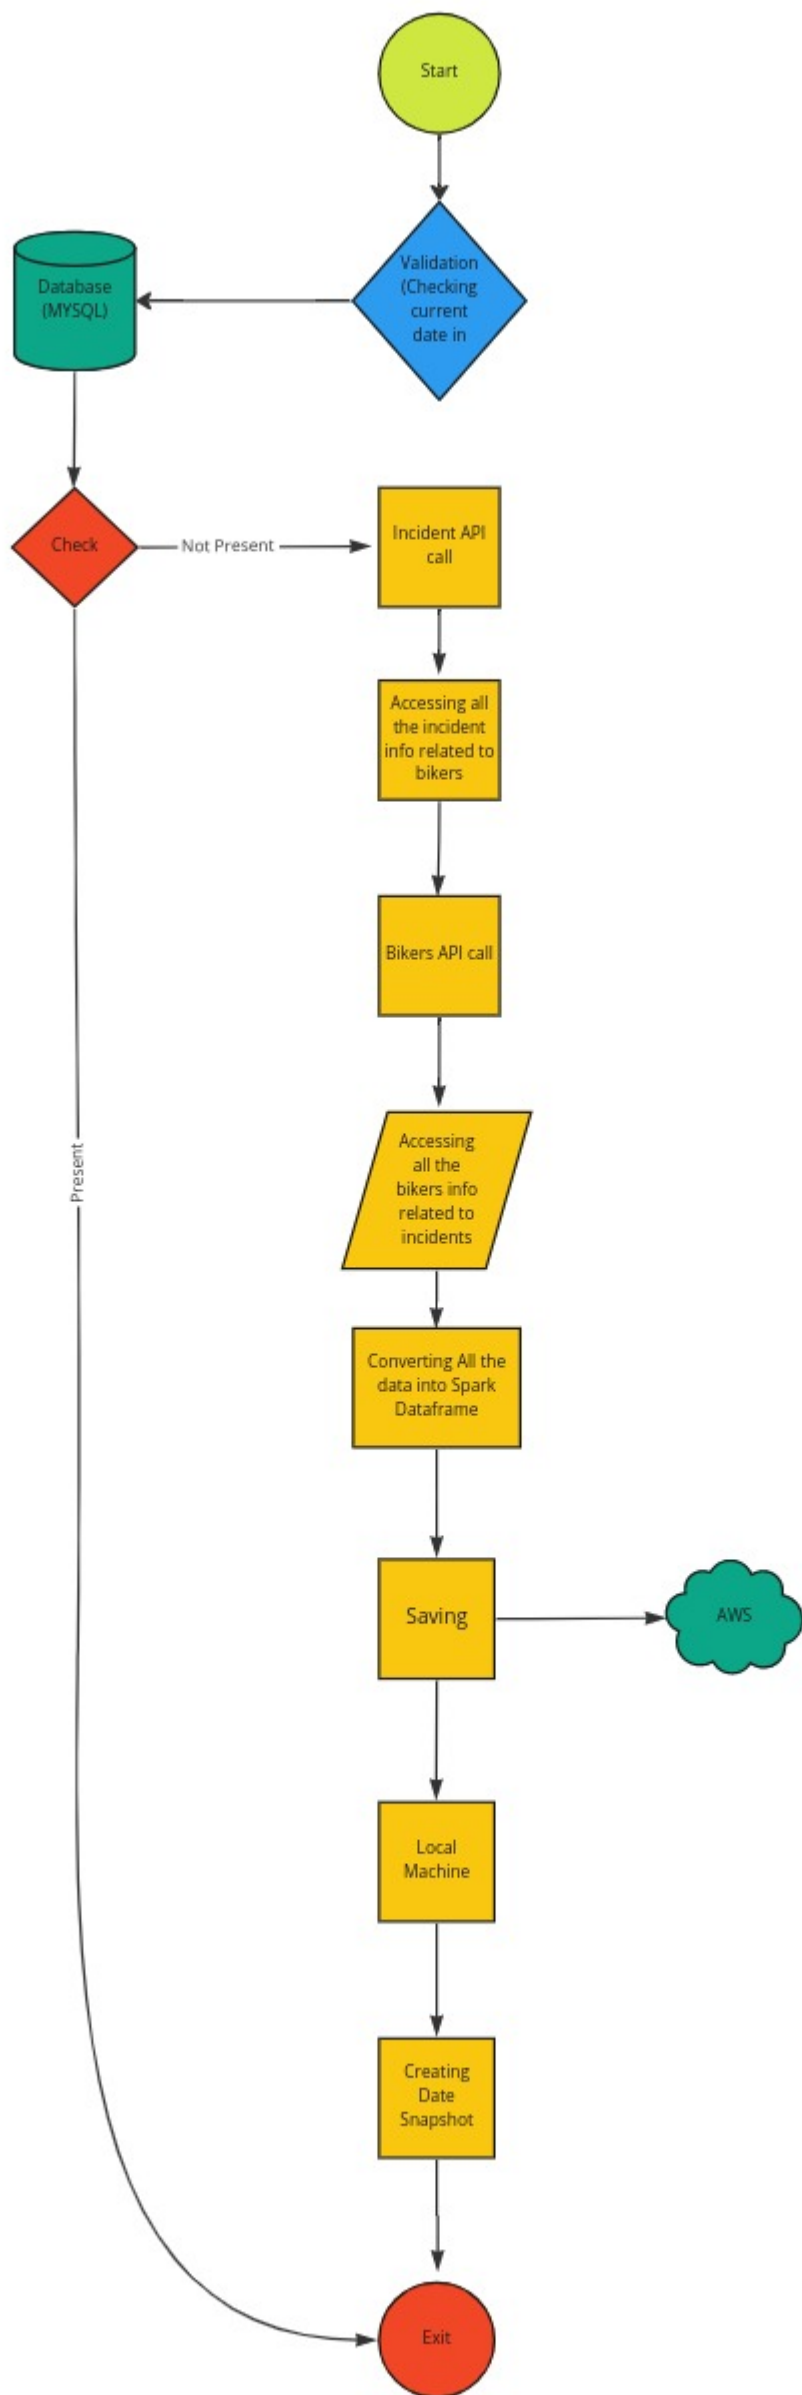 Start
Validation
(Checking
current
date in
Database
(MYSQL)
Check
Not Present
Incident API
call
Accessing all
the incident
info related to
bikers
Bikers API call
Accessing
all the
bikers info
related to
incidents
Present
Converting All the
data into Spark
Dataframe
Saving
AWS
Local
Machine
Creating
Date
Snapshot
Exit